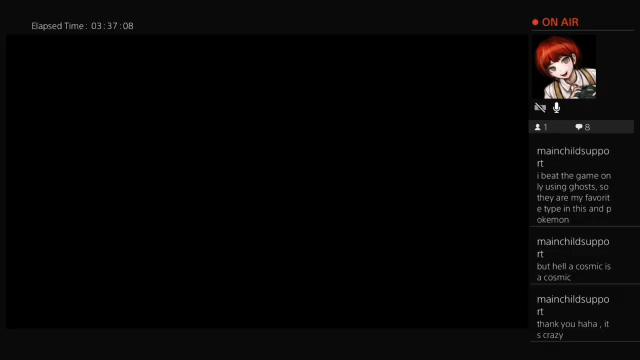 Elapsed Time: 03:37:08
ON AIR
1 8
mainchildsuppo
rt
i beat the game on
ly using ghosts, so
they are my favorit
e type in this and p
okemon
mainchildsuppo
rt
but hell a cosmic is
a cosmic
mainchildsuppo
rt
thank you haha , it
s crazy